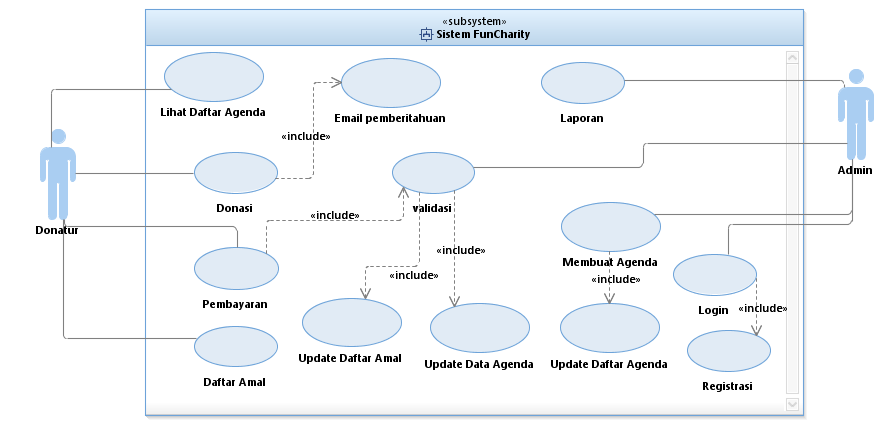 «subsystem»
Sistem FunCharity
Lihat Daftar Agenda
Email pemberitahuan
Laporan
Admin
«include»
Donatur
Donasi
validasi
«include»
Membuat Agenda
«include»
«include»
«include»
Pembayaran
Login
«include»
Update Daftar Amal
Update Data Agenda
Update Daftar Agenda
Daftar Amal
Registrasi